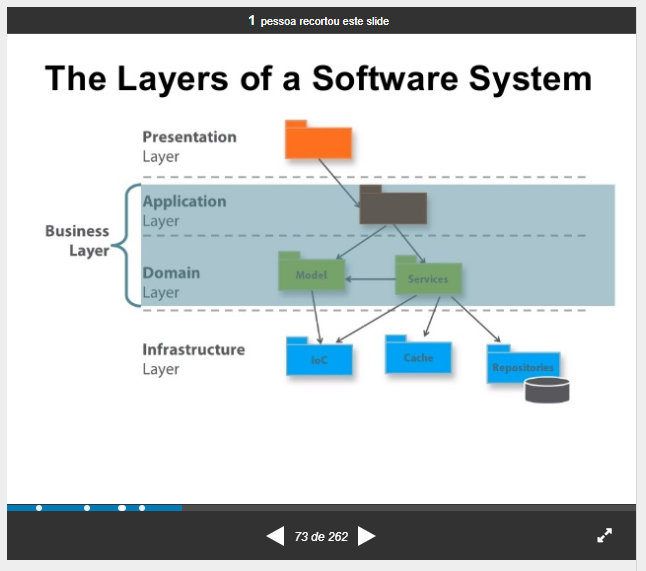 1 pessoa recortou este slide
The Layers of a Software System
Presentation
Layer
Application
Layer
Business
Layer
Domain
Layer
Model
Services
Infrastructure
Layer
IoC
Cache
Repositories
73 de 262